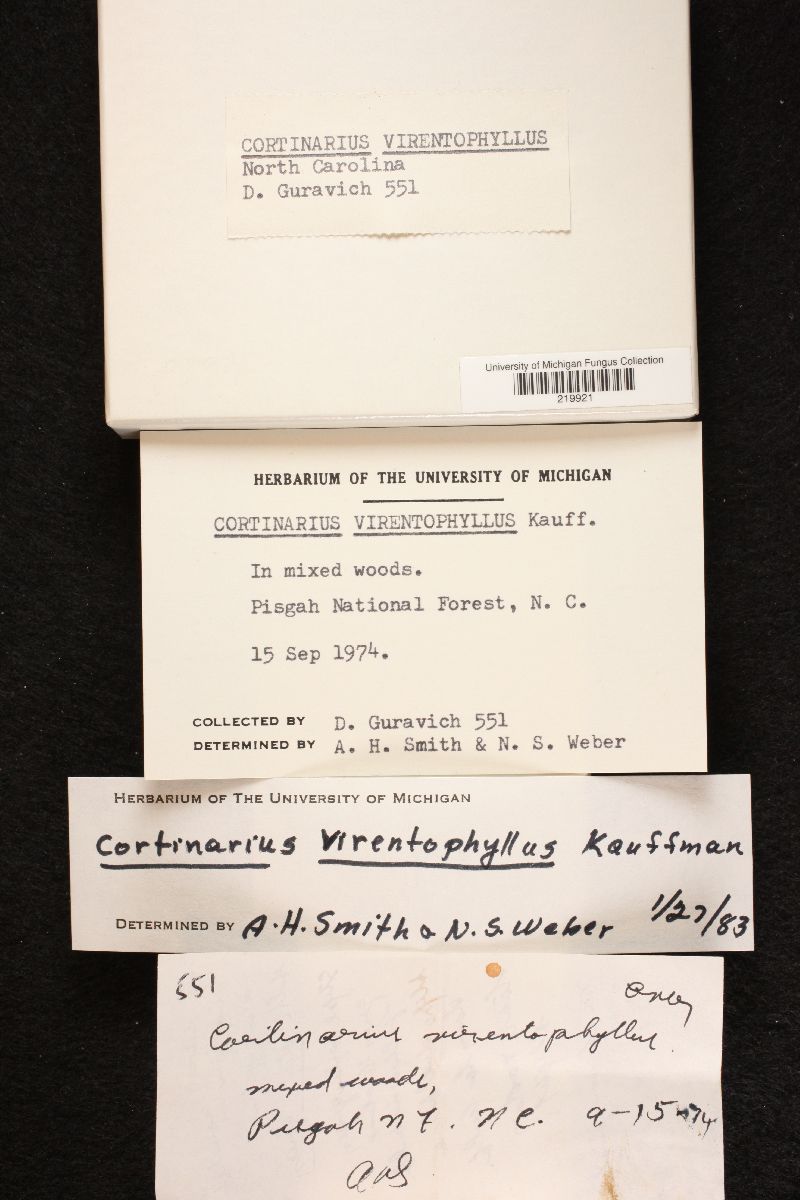 CORTINARIUS VIRENTOPHYLLUS
North Carolina
D. Guravich 551
University of Michigan Fungus Collection
219921
HERBARIUM OF THE UNIVERSITY OF MICHIGAN
CORTINARIUS VIRENTOPHYLLUS Kauff.
In mixed woods.
Pisgah National Forest, N. C.
15 Sep 1974.
COLLECTED BY D. Guravich 551
DETERMINED BY A. H. Smith & N. S. Weber
HERBARIUM OF THE UNIVERSITY OF MICHIGAN
Cortinarius Virentophyllus Kauffman
DETERMINED BY A.H. Smith & N.S. Weber 1/27/83
551
Cortinarius virentophyllus
mixed woods,
Pisgah N F. N C. 9-15-74
AHS